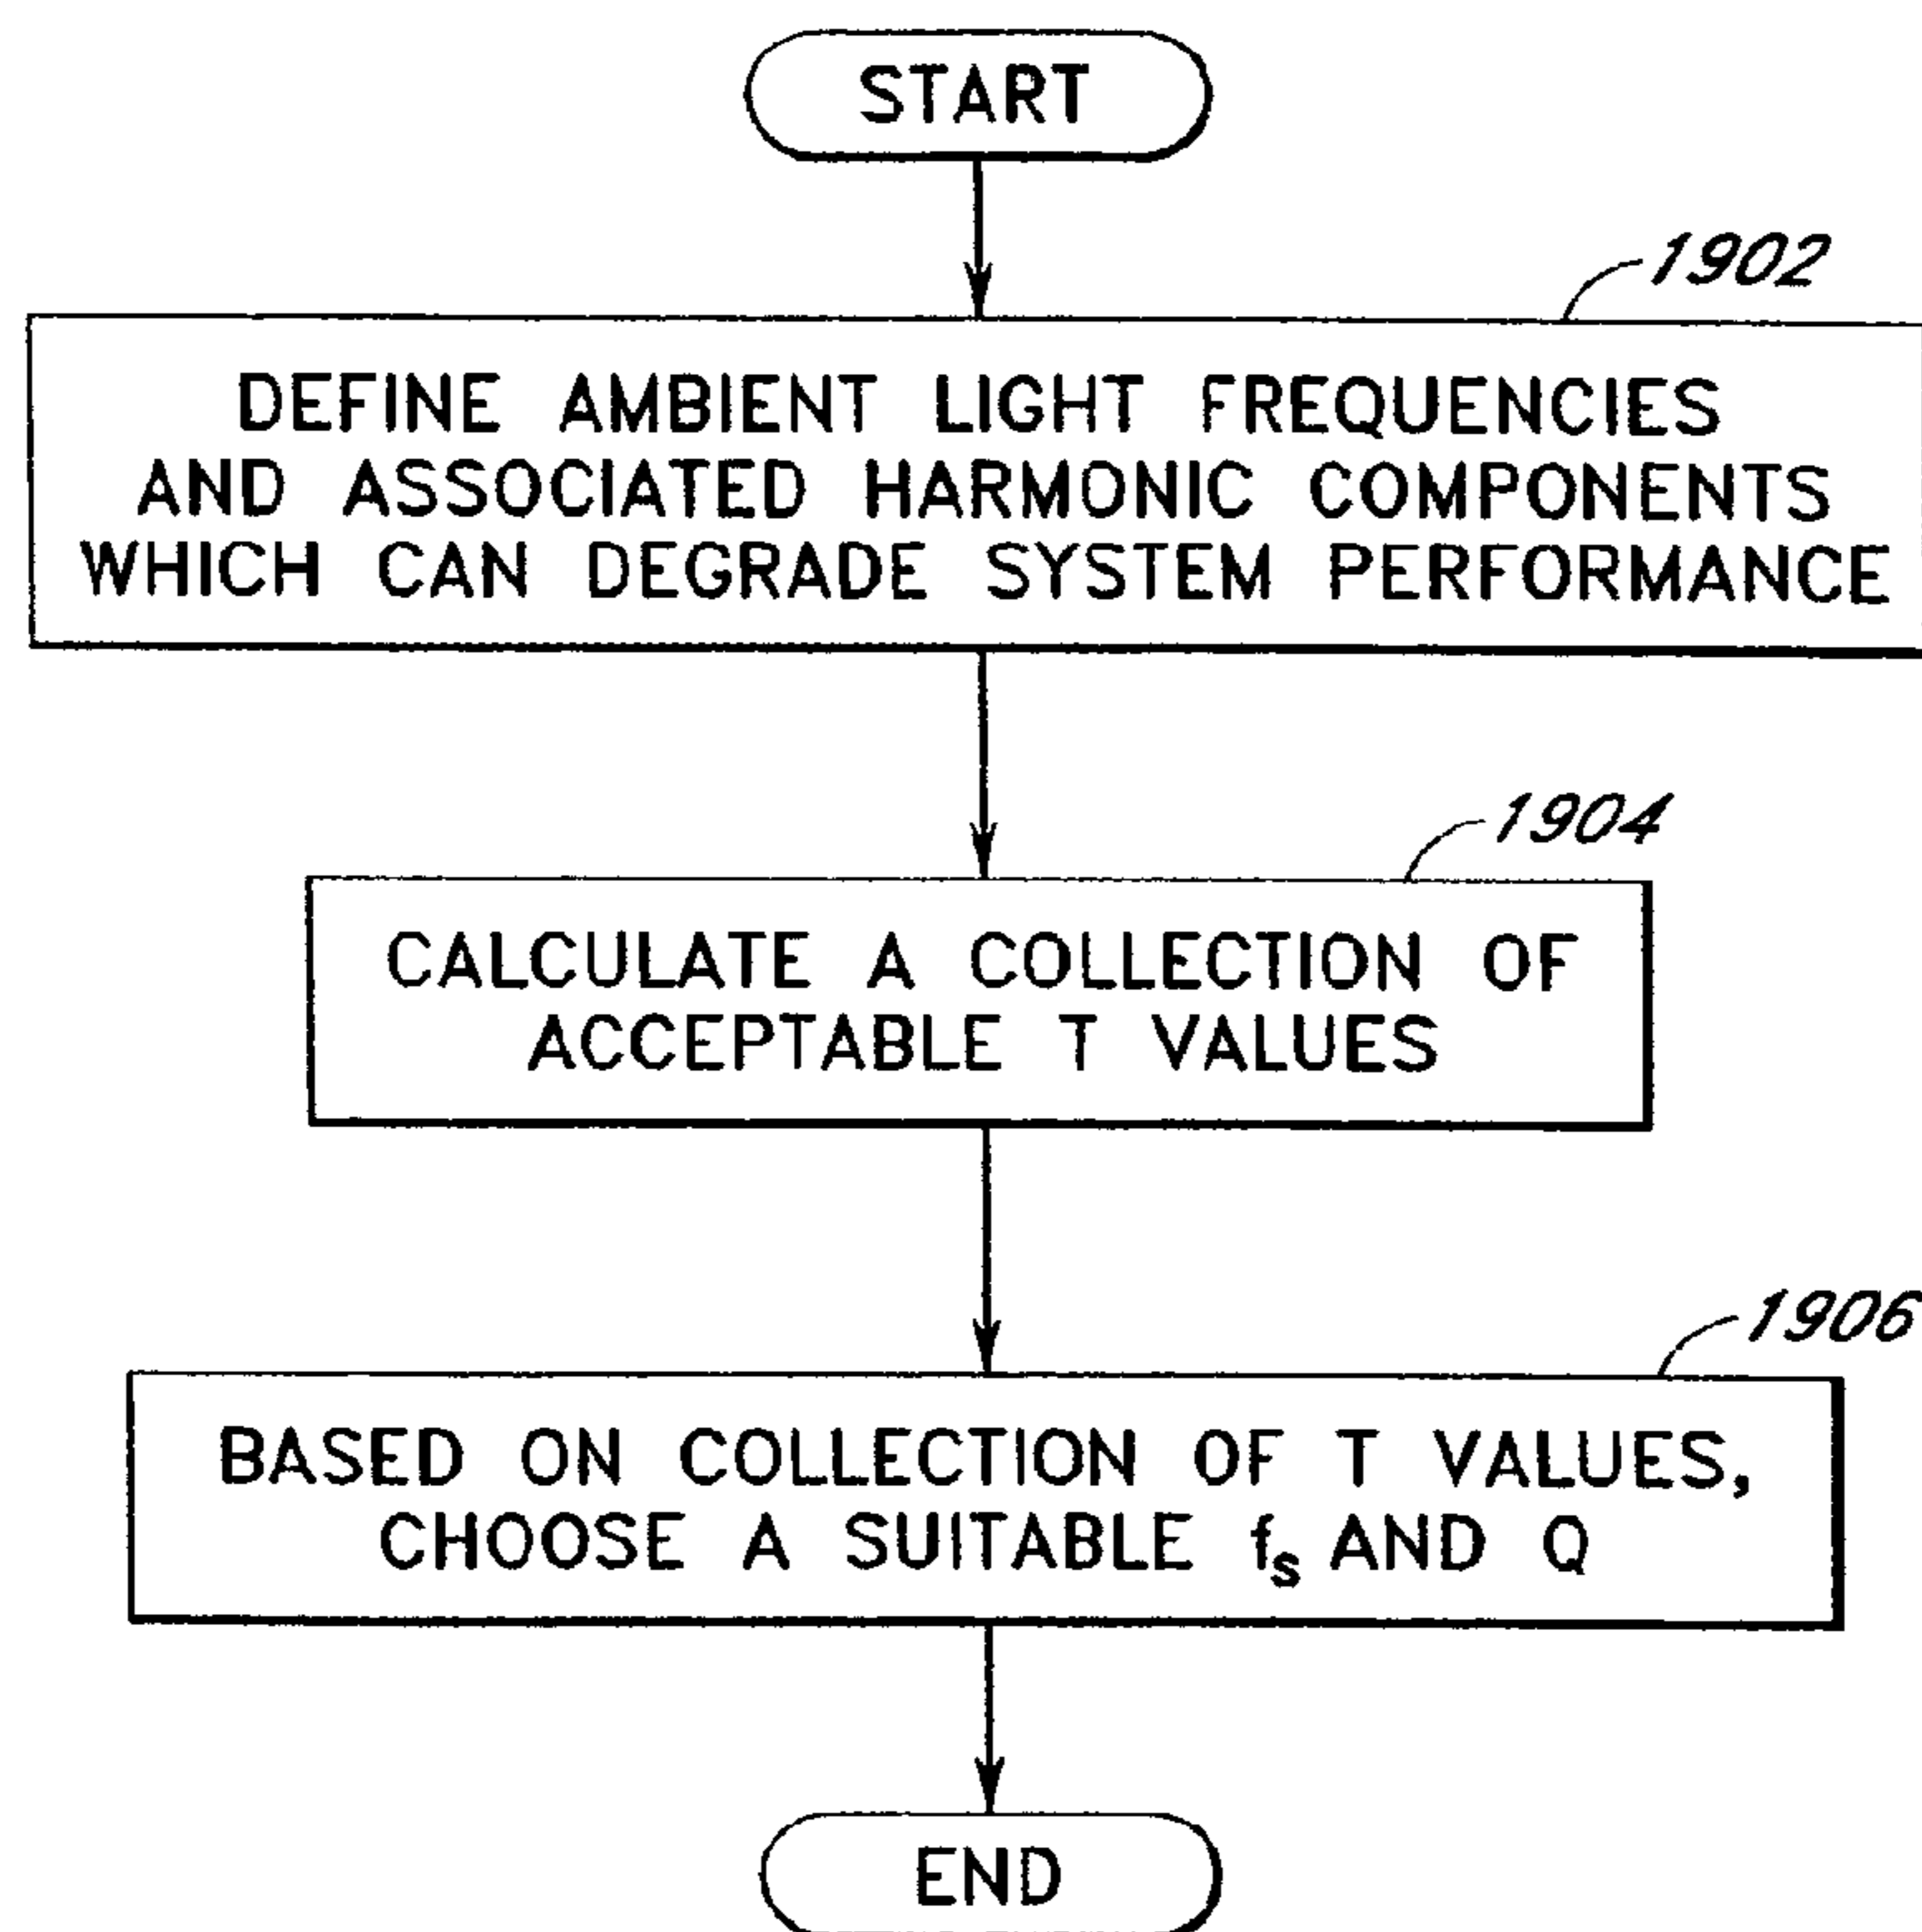 START
1902
DEFINE AMBIENT LIGHT FREQUENCIES
AND ASSOCIATED HARMONIC COMPONENTS
WHICH CAN DEGRADE SYSTEM PERFORMANCE
1904
CALCULATE A COLLECTION OF
ACCEPTABLE T VALUES
1906
BASED ON COLLECTION OF T VALUES,
CHOOSE A SUITABLE fs AND Q
END